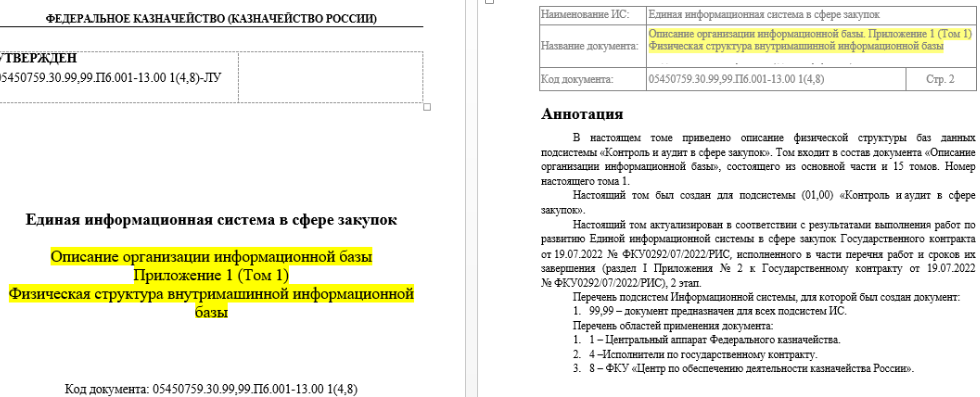 ФЕДЕРАЛЬНОЕ КАЗНАЧЕЙСТВО (КАЗНАЧЕЙСТВО РОССИИ)
УТВЕРЖДЕН
05450759.30.99,99.П6.001-13.00 1(4,8)-ЛУ
Единая информационная система в сфере закупок
Описание организации информационной базы
Приложение 1 (Том 1)
Физическая структура внутримашинной информационной
базы
Код документа: 05450759.30.99,99.П6.001-13.00 1(4,8)
Наименование ИС: Единая информационная система в сфере закупок
Название документа: Описание организации информационной базы. Приложение 1 (Том 1)
Физическая структура внутримашинной информационной базы
Код документа: 05450759.30.99,99.П6.001-13.00 1(4,8) Стр. 2
Аннотация
В настоящем томе приведено описание физической структуры баз данных
подсистемы «Контроль и аудит в сфере закупок». Том входит в состав документа «Описание
организации информационной базы», состоящего из основной части и 15 томов. Номер
настоящего тома 1.
Настоящий том был создан для подсистемы (01,00) «Контроль и аудит в сфере
закупок».
Настоящий том актуализирован в соответствии с результатами выполнения работ по
развитию Единой информационной системы в сфере закупок Государственного контракта
от 19.07.2022 № ФКУ0292/07/2022/РИС, исполненного в части перечня работ и сроков их
завершения (раздел I Приложения № 2 к Государственному контракту от 19.07.2022
№ ФКУ0292/07/2022/РИС), 2 этап.
Перечень подсистем Информационной системы, для которой был создан документ:
1. 99,99 – документ предназначен для всех подсистем ИС.
Перечень областей применения документа:
1. 1 – Центральный аппарат Федерального казначейства.
2. 4 –Исполнители по государственному контракту.
3. 8 – ФКУ «Центр по обеспечению деятельности казначейства России».